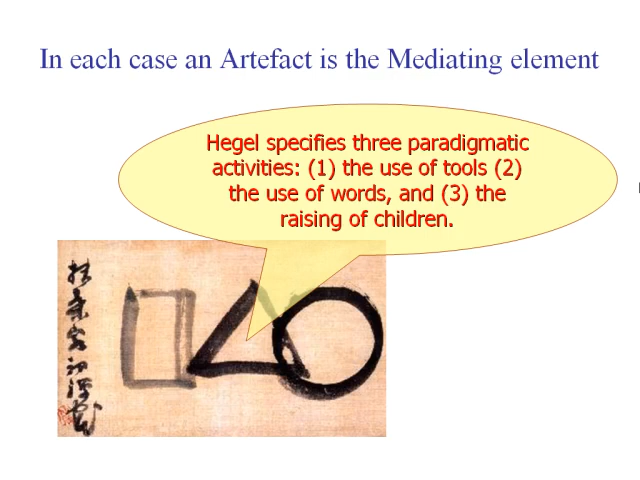 In each case an Artefact is the Mediating element
Hegel specifies three paradigmatic
activities: (1) the use of tools (2)
the use of words, and (3) the
raising of children.